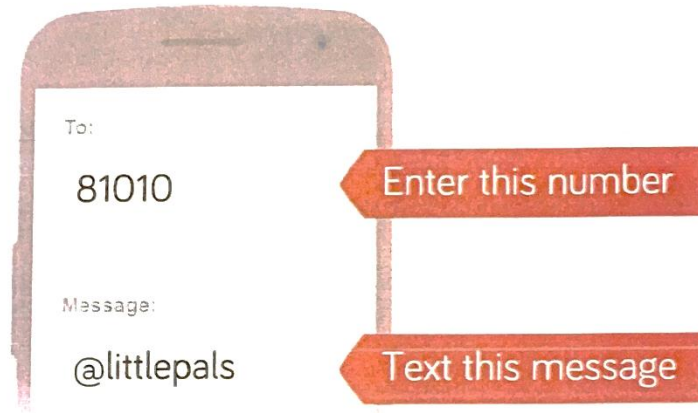 To:
81010
Enter this number
Message:
@littlepals
Text this message